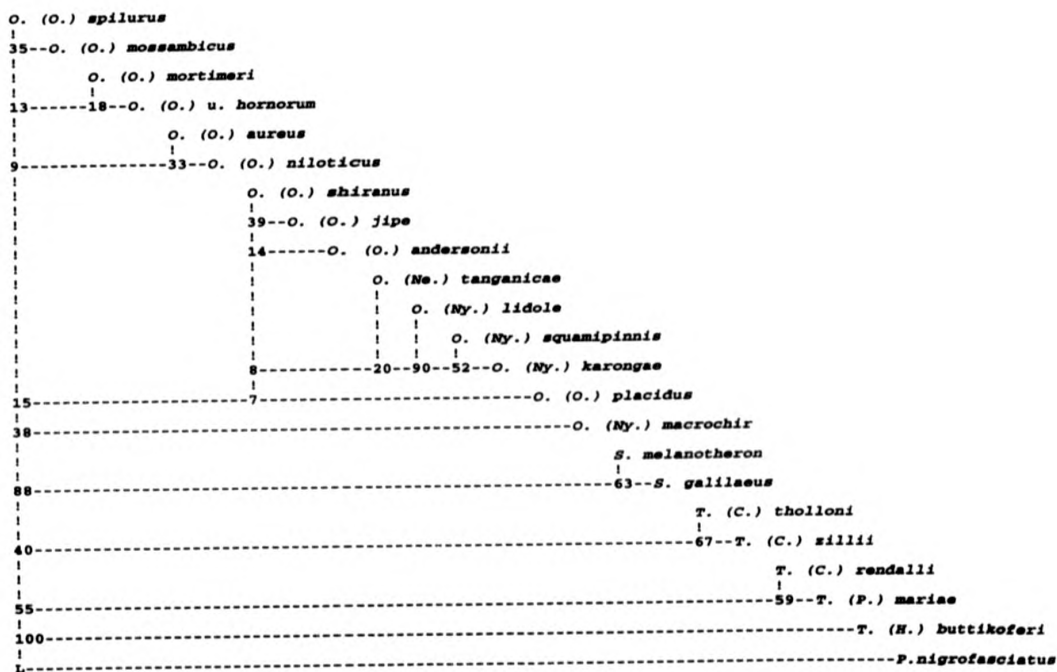 O. (O.) spilurus
35--O. (O.) mossambicus
O. (O.) mortimeri
13------18--O. (O.) u. hornorum
O. (O.) aureus
9---------------33--O. (O.) niloticus
O. (O.) shiranus
39--O. (O.) jipe
14------O. (O.) andersonii
O. (Ne.) tanganicae
O. (Ny.) lidole
O. (Ny.) squamipinnis
8------------20--90--52--O. (Ny.) karongae
15----------------------7----------------------------O. (O.) placidus
38-------------------------------------------------------O. (Ny.) macrochir
S. melanotheron
88-----------------------------------------------------------63--S. galilaeus
T. (C.) tholloni
40-------------------------------------------------------------------67--T. (C.) zillii
T. (C.) rendalli
55---------------------------------------------------------------------------59--T. (P.) mariae
100----------------------------------------------------------------------------------T. (H.) buttikoferi
L---------------------------------------------------------------------------------------P.nigrofasciatus